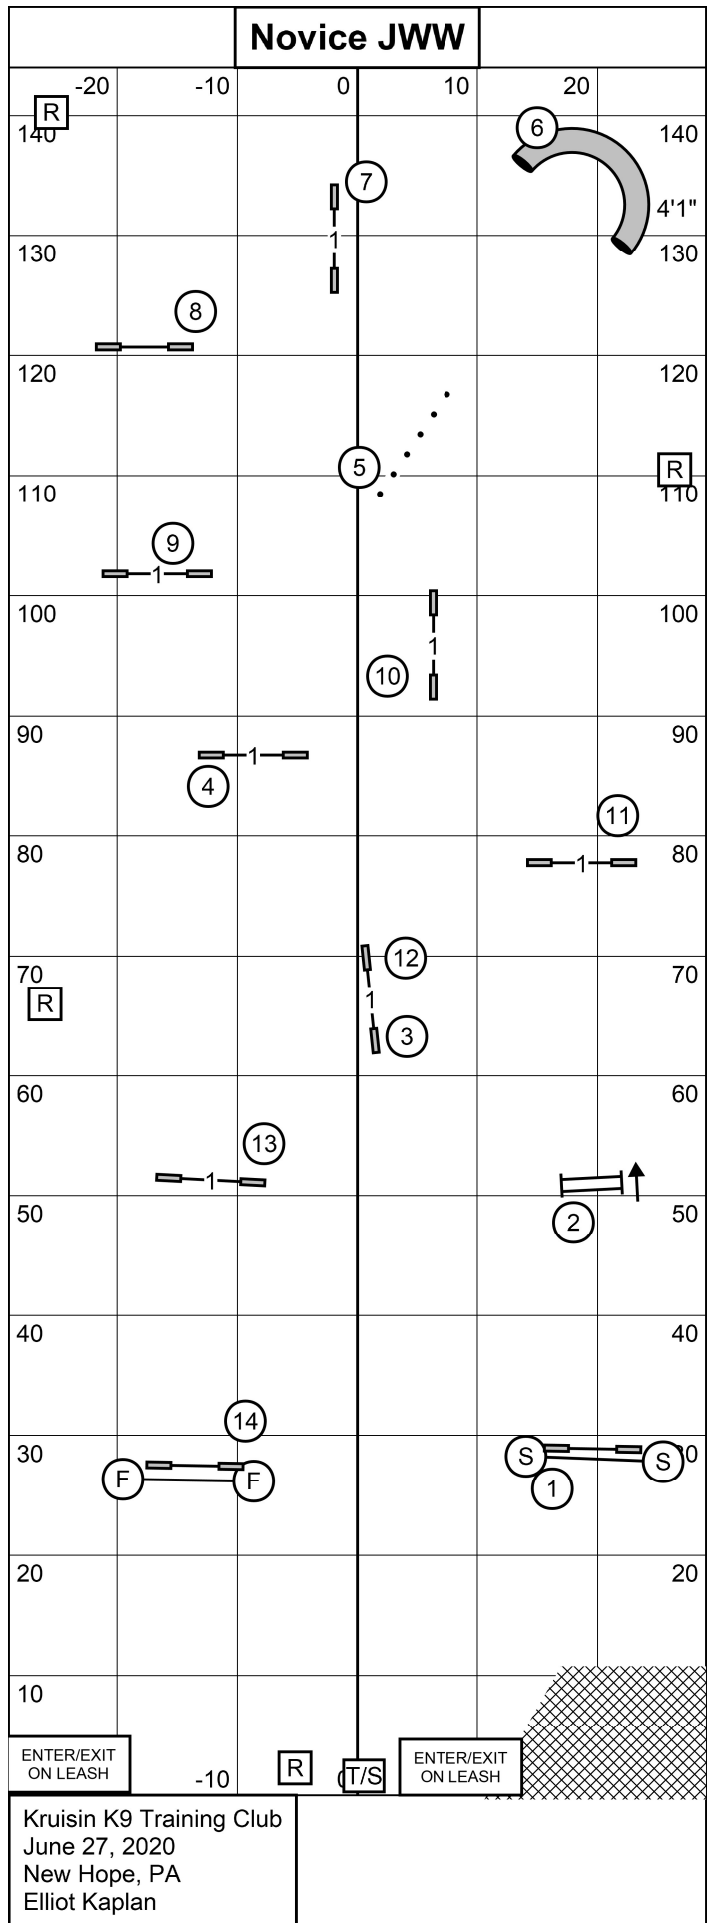 Novice JWW
-20 -10 0 10 20
R
140 6 140
7
4'1"
130 1 130
8
120 120
5 R
110 110
9
1
100 100
1
10
90 90
1
4
11
80 1 80
12
70 70
R 1
3
60 60
13
1
50 2 50
40 40
14
30 S S 30
F F 1
20 20
10
ENTER/EXIT
ON LEASH
-10 R 0 T/S
ENTER/EXIT
ON LEASH
Kruisin K9 Training Club
June 27, 2020
New Hope, PA
Elliot Kaplan